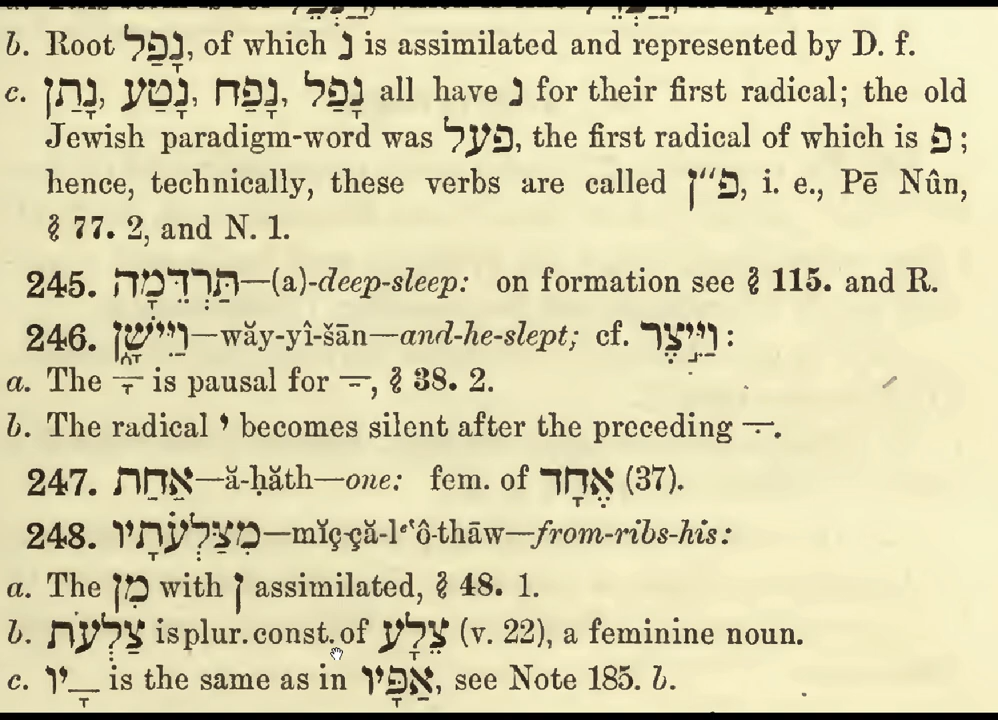 b. Root נָפַל, of which נ is assimilated and represented by D. f.
c. נָפַל, נָפַח, נָטַע, נָתַן all have נ for their first radical; the old
Jewish paradigm-word was פעל, the first radical of which is פ;
hence, technically, these verbs are called פ״ן, i. e., Pē Nûn,
§ 77. 2, and N. 1.
245. תַּרְדֵּמָה—(a)-deep-sleep: on formation see § 115. and R.
246. וַיִּישָׁן—wăy-yî-šān—and-he-slept; cf. וַיִּיצֶר:
a. The ־ָ is pausal for ־ַ, § 38. 2.
b. The radical י becomes silent after the preceding ־ִ.
247. אַחַת—ă-ḥăth—one: fem. of אֶחָד (37).
248. מִצַּלְעֹתָיו—mĭç-çă-lᵉ‘ô-thāw—from-ribs-his:
a. The מִן with ן assimilated, § 48. 1.
b. צַלְעֹת is plur. const. of צֵלָע (v. 22), a feminine noun.
c. ־ָיו is the same as in אַפָּיו, see Note 185. b.